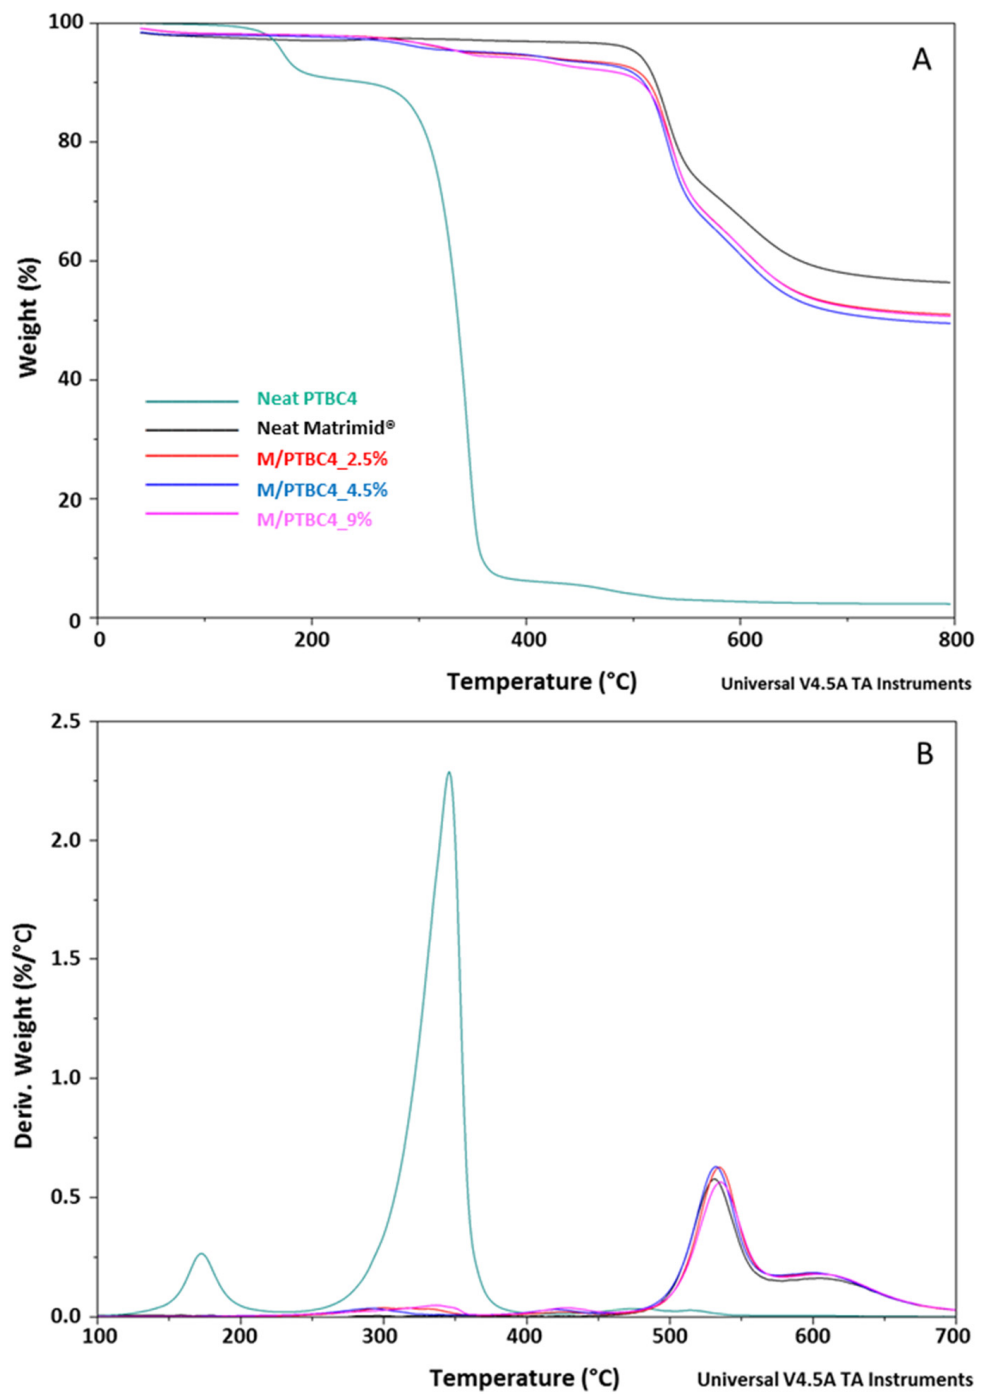 A
100
80
60
40
20
0
Weight (%)
Neat PTBC4
Neat Matrimid®
M/PTBC4_2.5%
M/PTBC4_4.5%
M/PTBC4_9%
0 200 400 600 800
Temperature (°C)
Universal V4.5A TA Instruments
B
2.5
2.0
1.5
1.0
0.5
0.0
Deriv. Weight (%/°C)
100 200 300 400 500 600 700
Temperature (°C)
Universal V4.5A TA Instruments